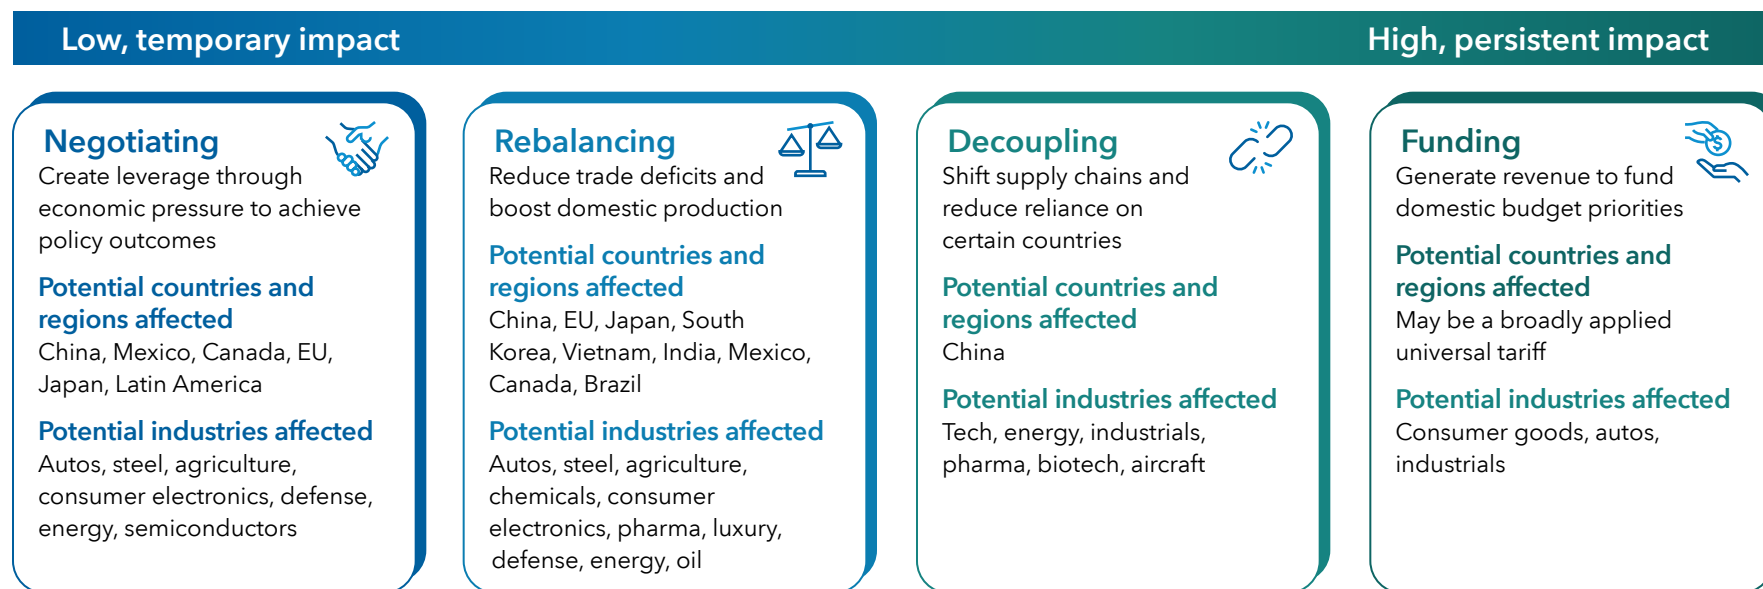 Low, temporary impact
High, persistent impact
Negotiating
Create leverage through
economic pressure to achieve
policy outcomes
Potential countries and
regions affected
China, Mexico, Canada, EU,
Japan, Latin America
Potential industries affected
Autos, steel, agriculture,
consumer electronics, defense,
energy, semiconductors
Rebalancing
Reduce trade deficits and
boost domestic production
Potential countries and
regions affected
China, EU, Japan, South
Korea, Vietnam, India, Mexico,
Canada, Brazil
Potential industries affected
Autos, steel, agriculture,
chemicals, consumer
electronics, pharma, luxury,
defense, energy, oil
Decoupling
Shift supply chains and
reduce reliance on
certain countries
Potential countries and
regions affected
China
Potential industries affected
Tech, energy, industrials,
pharma, biotech, aircraft
Funding
$
Generate revenue to fund
domestic budget priorities
Potential countries and
regions affected
May be a broadly applied
universal tariff
Potential industries affected
Consumer goods, autos,
industrials